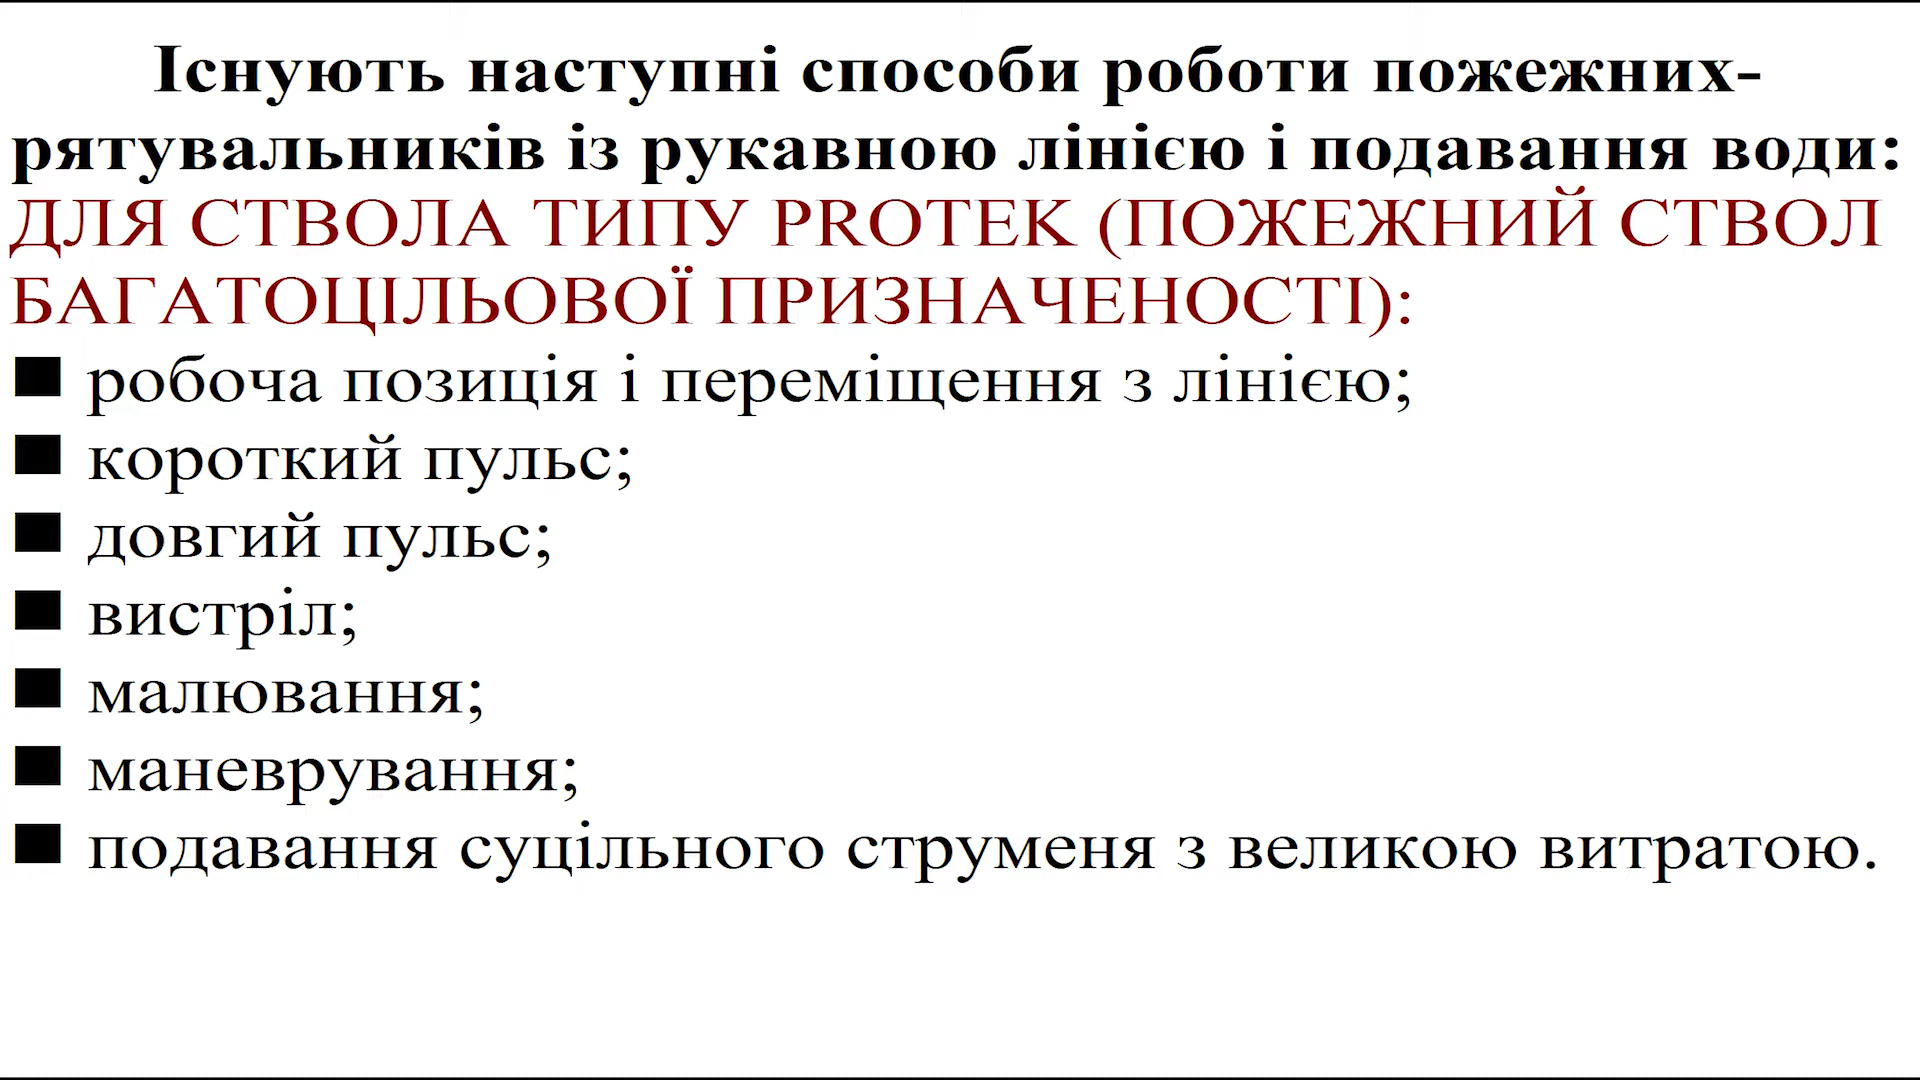 Існують наступні способи роботи пожежних-
рятувальників із рукавною лінією і подавання води:
ДЛЯ СТВОЛА ТИПУ PROTEK (ПОЖЕЖНИЙ СТВОЛ
БАГАТОЦІЛЬОВОЇ ПРИЗНАЧЕНОСТІ):
■ робоча позиція і переміщення з лінією;
■ короткий пульс;
■ довгий пульс;
■ вистріл;
■ малювання;
■ маневрування;
■ подавання суцільного струменя з великою витратою.